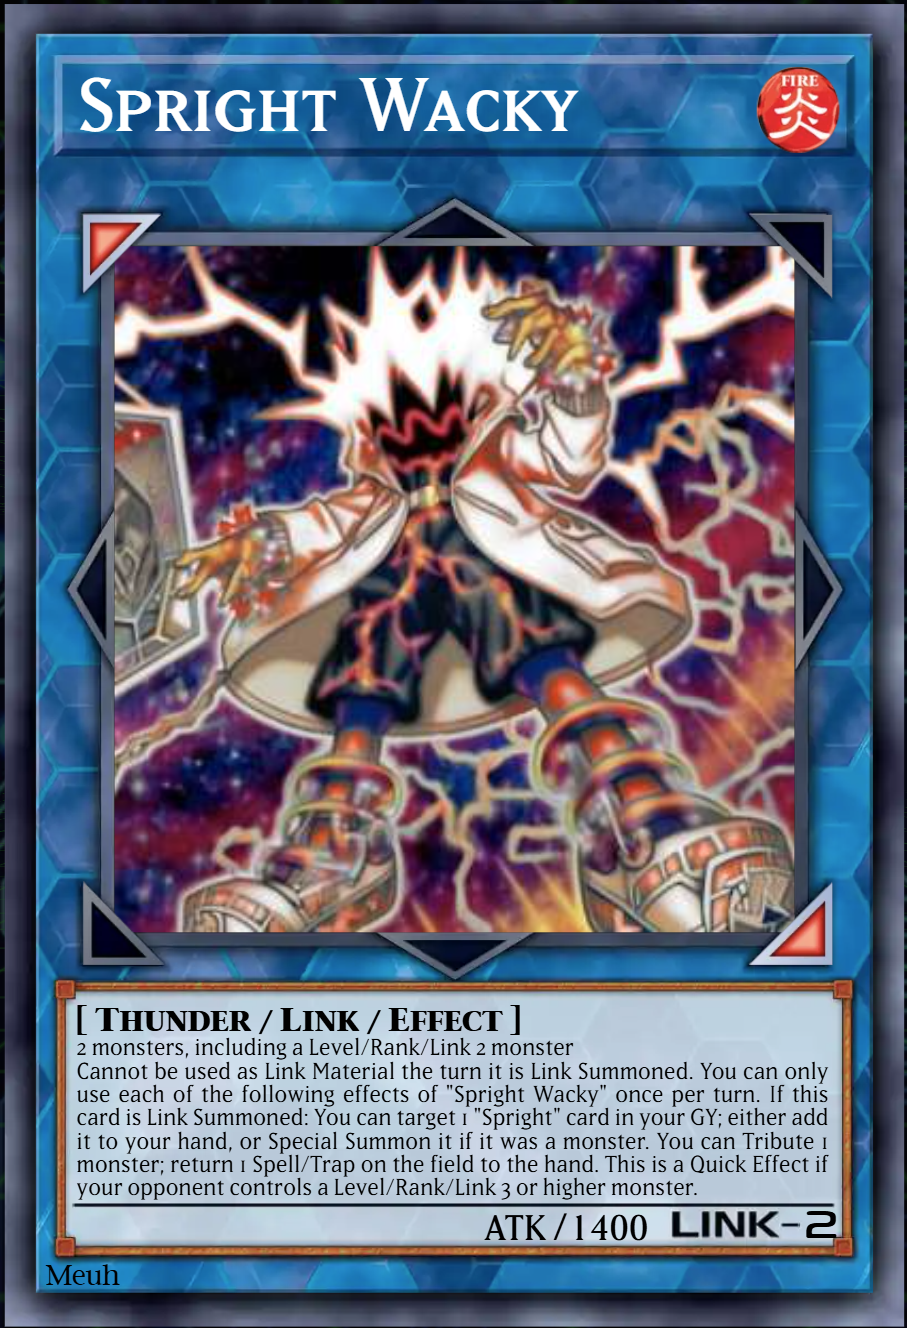 Spright Wacky
FIRE
炎
[ Thunder / Link / Effect ]
2 monsters, including a Level/Rank/Link 2 monster
Cannot be used as Link Material the turn it is Link Summoned. You can only
use each of the following effects of "Spright Wacky" once per turn. If this
card is Link Summoned: You can target 1 "Spright" card in your GY; either add
it to your hand, or Special Summon it if it was a monster. You can Tribute 1
monster; return 1 Spell/Trap on the field to the hand. This is a Quick Effect if
your opponent controls a Level/Rank/Link 3 or higher monster.
ATK/1400 LINK-2
Meuh